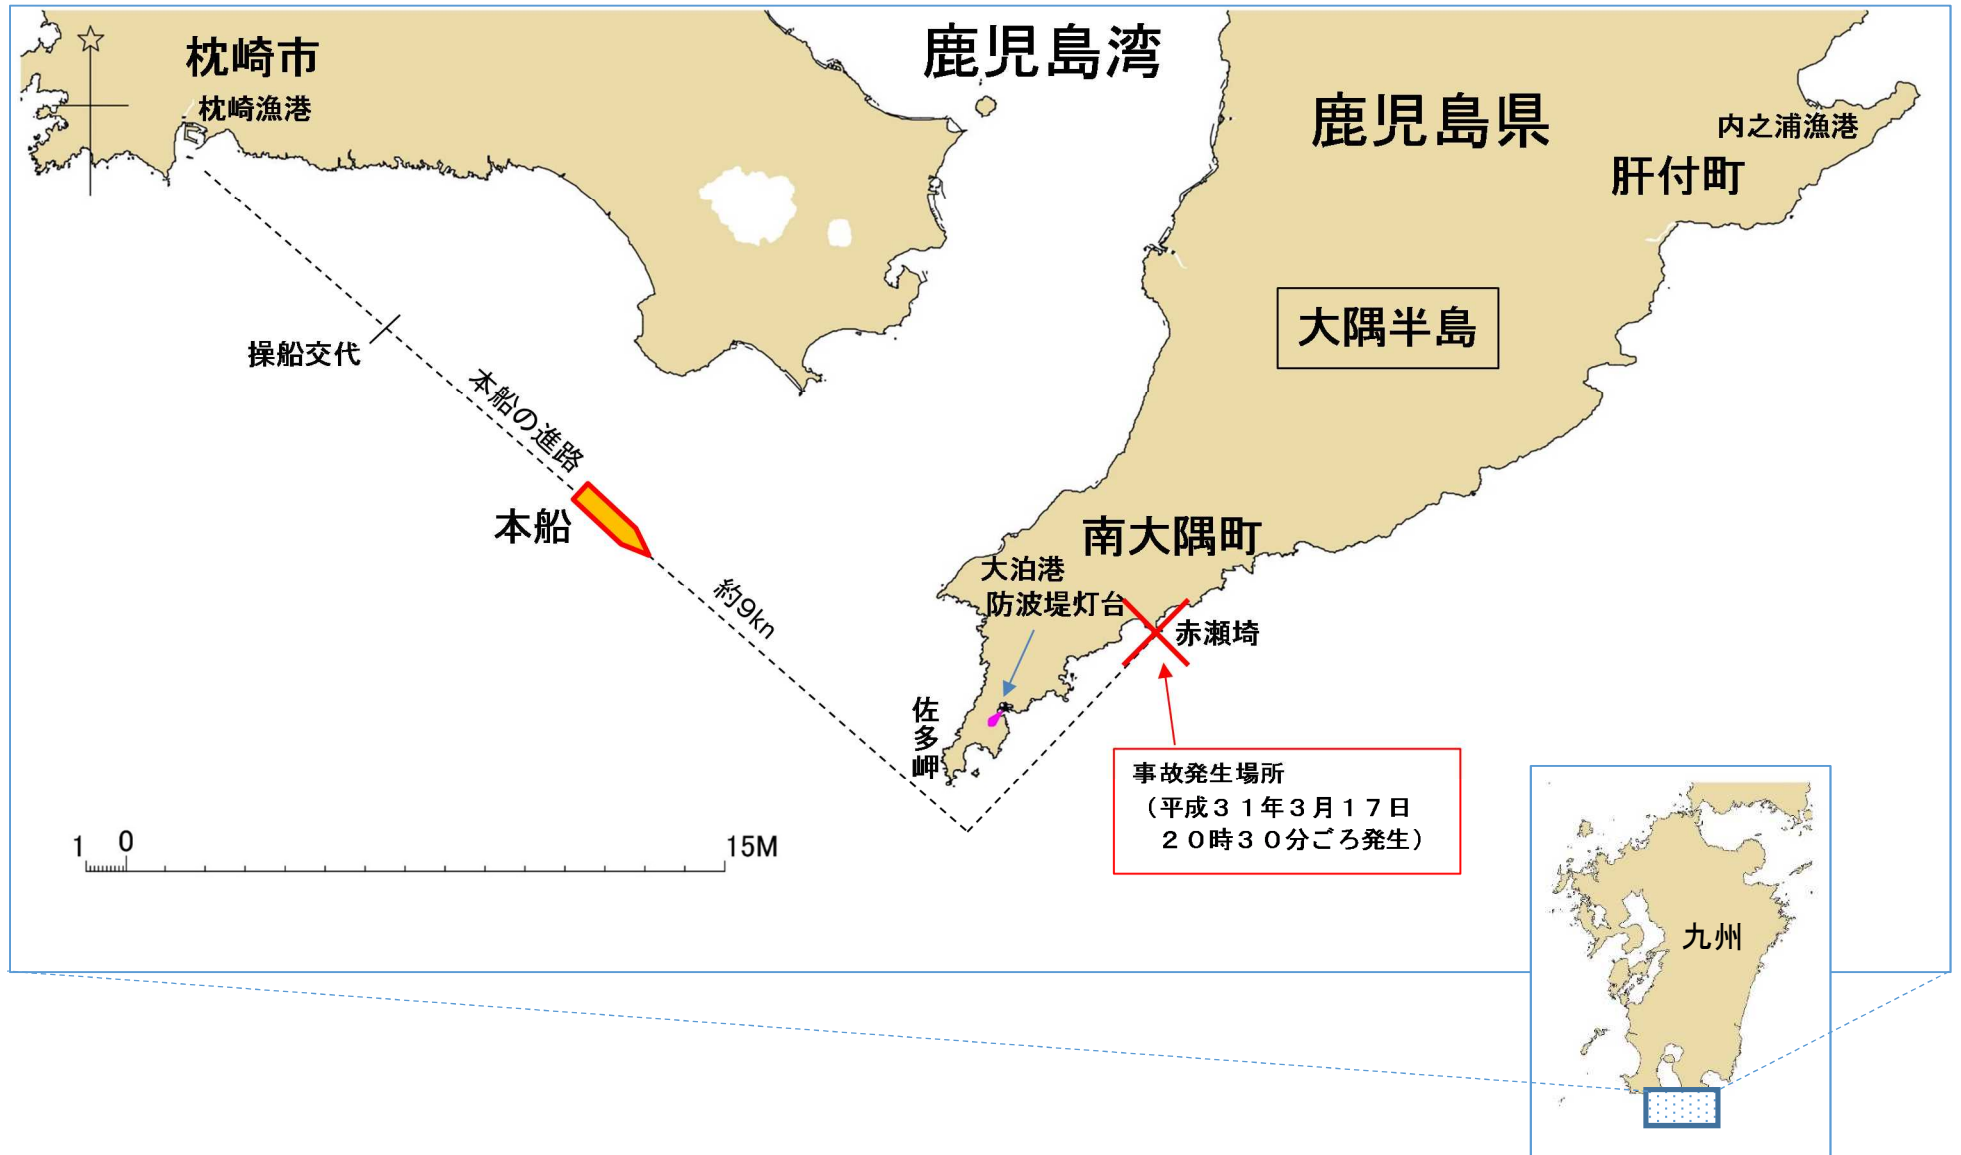 枕崎市
枕崎漁港
鹿児島湾
鹿児島県
内之浦漁港
肝付町
大隅半島
操船交代
本船の進路
本船
約9kn
南大隅町
大泊港
防波堤灯台
赤瀬埼
佐多岬
事故発生場所
（平成３１年３月１７日
２０時３０分ごろ発生）
1 0 15M
九州